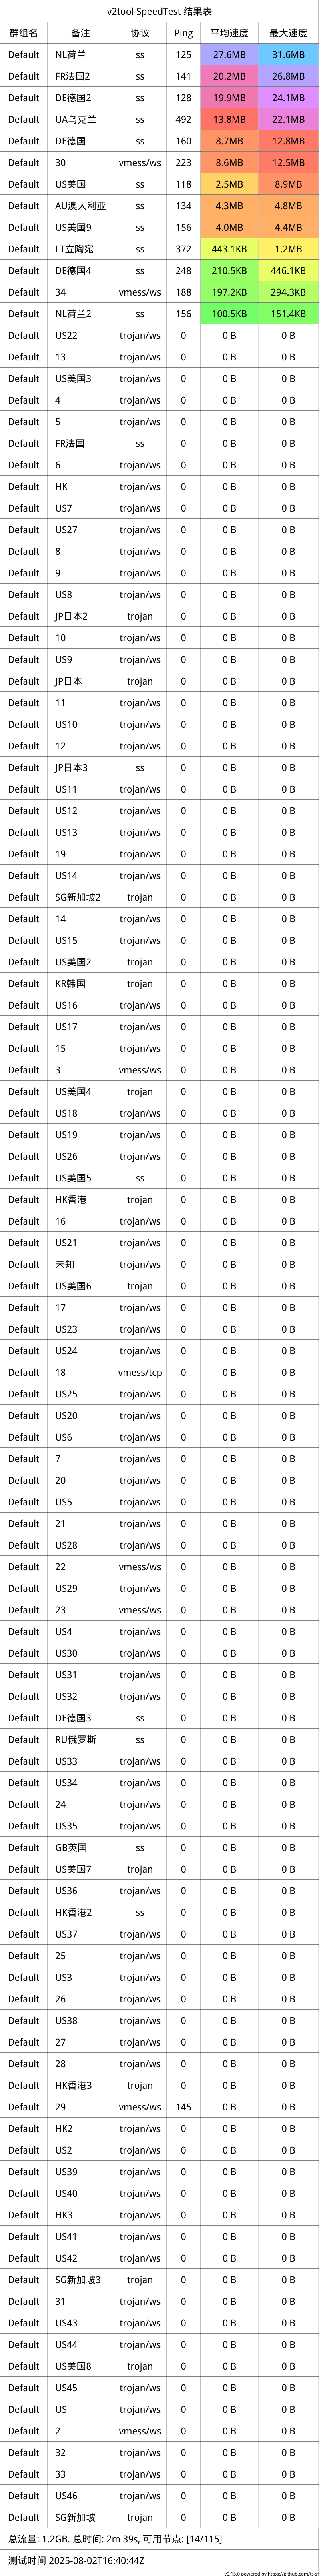 v2tool SpeedTest 结果表
群组名 备注 协议 Ping 平均速度 最大速度
Default NL荷兰 ss 125 27.6MB 31.6MB
Default FR法国2 ss 141 20.2MB 26.8MB
Default DE德国2 ss 128 19.9MB 24.1MB
Default UA乌克兰 ss 492 13.8MB 22.1MB
Default DE德国 ss 160 8.7MB 12.8MB
Default 30 vmess/ws 223 8.6MB 12.5MB
Default US美国 ss 118 2.5MB 8.9MB
Default AU澳大利亚 ss 134 4.3MB 4.8MB
Default US美国9 ss 156 4.0MB 4.4MB
Default LT立陶宛 ss 372 443.1KB 1.2MB
Default DE德国4 ss 248 210.5KB 446.1KB
Default 34 vmess/ws 188 197.2KB 294.3KB
Default NL荷兰2 ss 156 100.5KB 151.4KB
Default US22 trojan/ws 0 0 B 0 B
Default 13 trojan/ws 0 0 B 0 B
Default US美国3 trojan/ws 0 0 B 0 B
Default 4 trojan/ws 0 0 B 0 B
Default 5 trojan/ws 0 0 B 0 B
Default FR法国 ss 0 0 B 0 B
Default 6 trojan/ws 0 0 B 0 B
Default HK trojan/ws 0 0 B 0 B
Default US7 trojan/ws 0 0 B 0 B
Default US27 trojan/ws 0 0 B 0 B
Default 8 trojan/ws 0 0 B 0 B
Default 9 trojan/ws 0 0 B 0 B
Default US8 trojan/ws 0 0 B 0 B
Default JP日本2 trojan 0 0 B 0 B
Default 10 trojan/ws 0 0 B 0 B
Default US9 trojan/ws 0 0 B 0 B
Default JP日本 trojan 0 0 B 0 B
Default 11 trojan/ws 0 0 B 0 B
Default US10 trojan/ws 0 0 B 0 B
Default 12 trojan/ws 0 0 B 0 B
Default JP日本3 ss 0 0 B 0 B
Default US11 trojan/ws 0 0 B 0 B
Default US12 trojan/ws 0 0 B 0 B
Default US13 trojan/ws 0 0 B 0 B
Default 19 trojan/ws 0 0 B 0 B
Default US14 trojan/ws 0 0 B 0 B
Default SG新加坡2 trojan 0 0 B 0 B
Default 14 trojan/ws 0 0 B 0 B
Default US15 trojan/ws 0 0 B 0 B
Default US美国2 trojan 0 0 B 0 B
Default KR韩国 trojan 0 0 B 0 B
Default US16 trojan/ws 0 0 B 0 B
Default US17 trojan/ws 0 0 B 0 B
Default 15 trojan/ws 0 0 B 0 B
Default 3 vmess/ws 0 0 B 0 B
Default US美国4 trojan 0 0 B 0 B
Default US18 trojan/ws 0 0 B 0 B
Default US19 trojan/ws 0 0 B 0 B
Default US26 trojan/ws 0 0 B 0 B
Default US美国5 ss 0 0 B 0 B
Default HK香港 trojan 0 0 B 0 B
Default 16 trojan/ws 0 0 B 0 B
Default US21 trojan/ws 0 0 B 0 B
Default 未知 trojan/ws 0 0 B 0 B
Default US美国6 trojan 0 0 B 0 B
Default 17 trojan/ws 0 0 B 0 B
Default US23 trojan/ws 0 0 B 0 B
Default US24 trojan/ws 0 0 B 0 B
Default 18 vmess/tcp 0 0 B 0 B
Default US25 trojan/ws 0 0 B 0 B
Default US20 trojan/ws 0 0 B 0 B
Default US6 trojan/ws 0 0 B 0 B
Default 7 trojan/ws 0 0 B 0 B
Default 20 trojan/ws 0 0 B 0 B
Default US5 trojan/ws 0 0 B 0 B
Default 21 trojan/ws 0 0 B 0 B
Default US28 trojan/ws 0 0 B 0 B
Default 22 vmess/ws 0 0 B 0 B
Default US29 trojan/ws 0 0 B 0 B
Default 23 vmess/ws 0 0 B 0 B
Default US4 trojan/ws 0 0 B 0 B
Default US30 trojan/ws 0 0 B 0 B
Default US31 trojan/ws 0 0 B 0 B
Default US32 trojan/ws 0 0 B 0 B
Default DE德国3 ss 0 0 B 0 B
Default RU俄罗斯 ss 0 0 B 0 B
Default US33 trojan/ws 0 0 B 0 B
Default US34 trojan/ws 0 0 B 0 B
Default 24 trojan/ws 0 0 B 0 B
Default US35 trojan/ws 0 0 B 0 B
Default GB英国 ss 0 0 B 0 B
Default US美国7 trojan 0 0 B 0 B
Default US36 trojan/ws 0 0 B 0 B
Default HK香港2 ss 0 0 B 0 B
Default US37 trojan/ws 0 0 B 0 B
Default 25 trojan/ws 0 0 B 0 B
Default US3 trojan/ws 0 0 B 0 B
Default 26 trojan/ws 0 0 B 0 B
Default US38 trojan/ws 0 0 B 0 B
Default 27 trojan/ws 0 0 B 0 B
Default 28 trojan/ws 0 0 B 0 B
Default HK香港3 trojan 0 0 B 0 B
Default 29 vmess/ws 145 0 B 0 B
Default HK2 trojan/ws 0 0 B 0 B
Default US2 trojan/ws 0 0 B 0 B
Default US39 trojan/ws 0 0 B 0 B
Default US40 trojan/ws 0 0 B 0 B
Default HK3 trojan/ws 0 0 B 0 B
Default US41 trojan/ws 0 0 B 0 B
Default US42 trojan/ws 0 0 B 0 B
Default SG新加坡3 trojan 0 0 B 0 B
Default 31 trojan/ws 0 0 B 0 B
Default US43 trojan/ws 0 0 B 0 B
Default US44 trojan/ws 0 0 B 0 B
Default US美国8 trojan 0 0 B 0 B
Default US45 trojan/ws 0 0 B 0 B
Default US trojan/ws 0 0 B 0 B
Default 2 vmess/ws 0 0 B 0 B
Default 32 trojan/ws 0 0 B 0 B
Default 33 trojan/ws 0 0 B 0 B
Default US46 trojan/ws 0 0 B 0 B
Default SG新加坡 trojan 0 0 B 0 B
总流量: 1.2GB. 总时间: 2m 39s, 可用节点: [14/115]
测试时间 2025-08-02T16:40:44Z
v0.15.0 powered by https://github.com/ts-sf